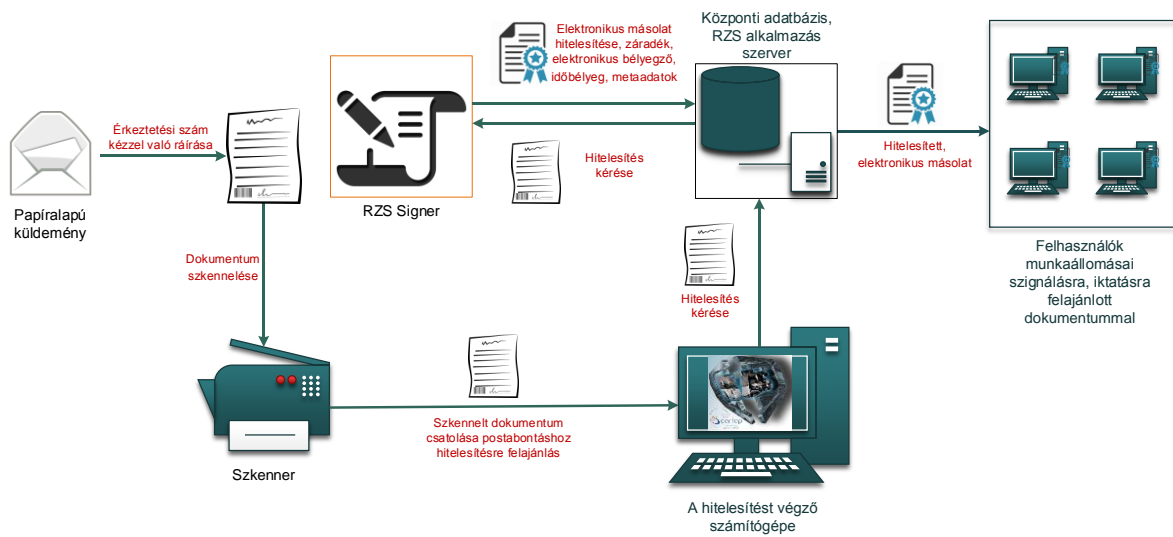 Elektronikus másolat
hitelesítése, záradék,
elektronikus bélyegző,
időbélyeg, metaadatok
Központi adatbázis,
RZS alkalmazás
szerver
Érkeztetési szám
kézzel való ráírása
Hitelesítés
kérése
Hitelesített,
elektronikus másolat
Papíralapú
küldemény
RZS Signer
Felhasználók
munkaállomásai
szignálásra, iktatásra
felajánlott
dokumentummal
Dokumentum
szkennelése
Hitelesítés
kérése
Szkennelt dokumentum
csatolása postabontáshoz
hitelesítésre felajánlás
Szkenner
A hitelesítést végző
számítógépe